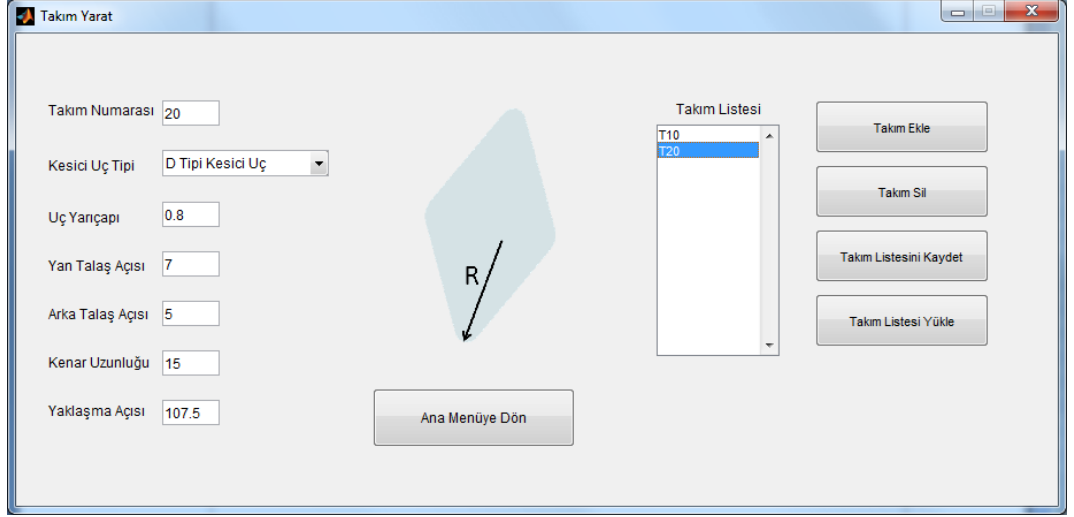 Takım Yarat
Takım Numarası 20
Kesici Uç Tipi D Tipi Kesici Uç
Uç Yarıçapı 0.8
Yan Talaş Açısı 7
Arka Talaş Açısı 5
Kenar Uzunluğu 15
Yaklaşma Açısı 107.5
R
Ana Menüye Dön
Takım Listesi
T10
T20
Takım Ekle
Takım Sil
Takım Listesini Kaydet
Takım Listesi Yükle